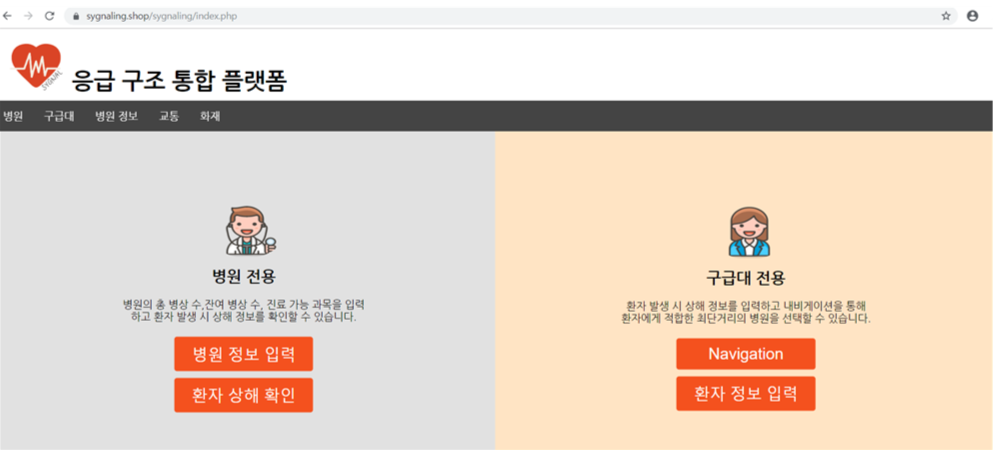 sygnaling.shop/sygnaling/index.php
SYGNAL
응급 구조 통합 플랫폼
병원 구급대 병원 정보 교통 화재
병원 전용
병원의 총 병상 수,잔여 병상 수, 진료 가능 과목을 입력
하고 환자 발생 시 상해 정보를 확인할 수 있습니다.
병원 정보 입력
환자 상해 확인
구급대 전용
환자 발생 시 상해 정보를 입력하고 내비게이션을 통해
환자에게 적합한 최단거리의 병원을 선택할 수 있습니다.
Navigation
환자 정보 입력